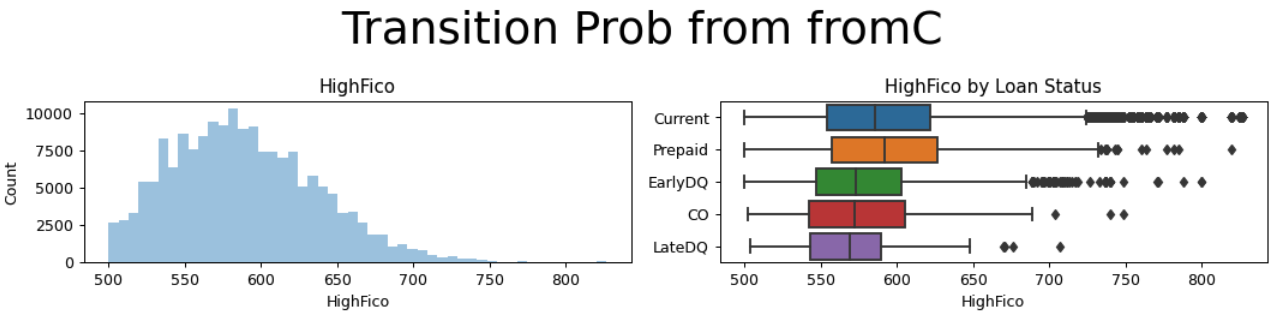 Transition Prob from fromC
HighFico
10000
7500
5000
2500
0
Count
500 550 600 650 700 750 800
HighFico
HighFico by Loan Status
Current
Prepaid
EarlyDQ
CO
LateDQ
500 550 600 650 700 750 800
HighFico